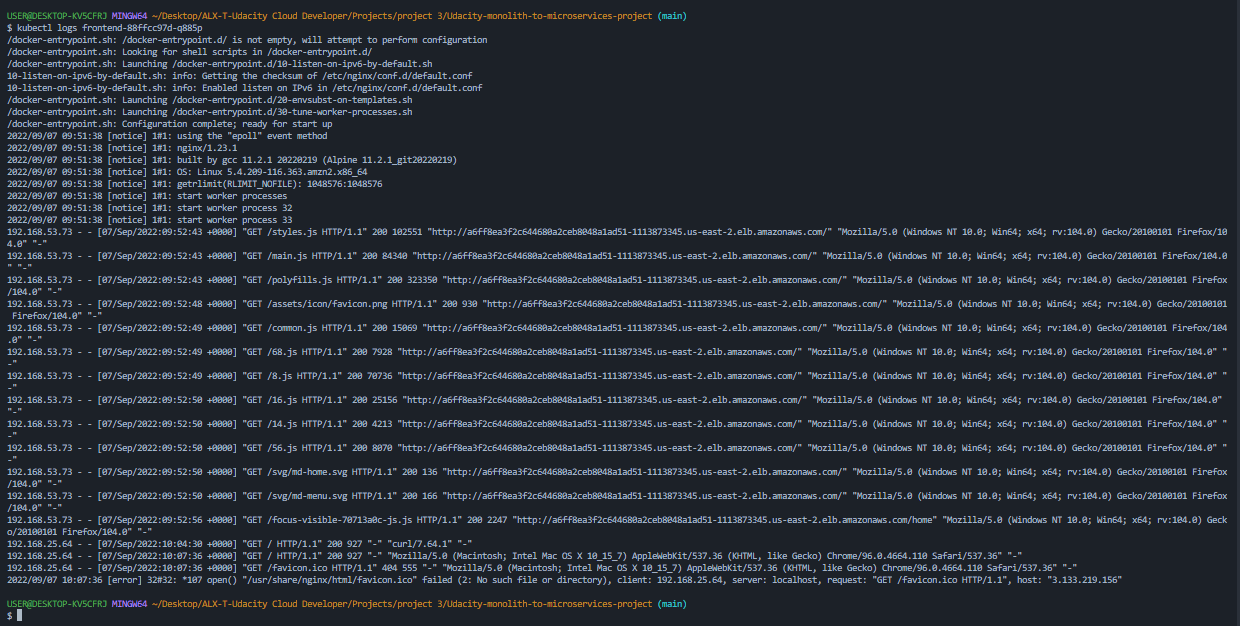 USER@DESKTOP-KV5CFRJ MINGW64 ~/Desktop/ALX-T-Udacity Cloud Developer/Projects/project 3/Udacity-monolith-to-microservices-project (main)
$ kubectl logs frontend-88ffcc97d-q885p
/docker-entrypoint.sh: /docker-entrypoint.d/ is not empty, will attempt to perform configuration
/docker-entrypoint.sh: Looking for shell scripts in /docker-entrypoint.d/
/docker-entrypoint.sh: Launching /docker-entrypoint.d/10-listen-on-ipv6-by-default.sh
10-listen-on-ipv6-by-default.sh: info: Getting the checksum of /etc/nginx/conf.d/default.conf
10-listen-on-ipv6-by-default.sh: info: Enabled listen on IPv6 in /etc/nginx/conf.d/default.conf
/docker-entrypoint.sh: Launching /docker-entrypoint.d/20-envsubst-on-templates.sh
/docker-entrypoint.sh: Launching /docker-entrypoint.d/30-tune-worker-processes.sh
/docker-entrypoint.sh: Configuration complete; ready for start up
2022/09/07 09:51:38 [notice] 1#1: using the "epoll" event method
2022/09/07 09:51:38 [notice] 1#1: nginx/1.23.1
2022/09/07 09:51:38 [notice] 1#1: built by gcc 11.2.1 20220219 (Alpine 11.2.1_git20220219)
2022/09/07 09:51:38 [notice] 1#1: OS: Linux 5.4.209-116.363.amzn2.x86_64
2022/09/07 09:51:38 [notice] 1#1: getrlimit(RLIMIT_NOFILE): 1048576:1048576
2022/09/07 09:51:38 [notice] 1#1: start worker processes
2022/09/07 09:51:38 [notice] 1#1: start worker process 32
2022/09/07 09:51:38 [notice] 1#1: start worker process 33
192.168.53.73 - - [07/Sep/2022:09:52:43 +0000] "GET /styles.js HTTP/1.1" 200 102551 "http://a6ff8ea3f2c644680a2ceb8048a1ad51-1113873345.us-east-2.elb.amazonaws.com/" "Mozilla/5.0 (Windows NT 10.0; Win64; x64; rv:104.0) Gecko/20100101 Firefox/10
4.0" "-"
192.168.53.73 - - [07/Sep/2022:09:52:43 +0000] "GET /main.js HTTP/1.1" 200 84340 "http://a6ff8ea3f2c644680a2ceb8048a1ad51-1113873345.us-east-2.elb.amazonaws.com/" "Mozilla/5.0 (Windows NT 10.0; Win64; x64; rv:104.0) Gecko/20100101 Firefox/104.0
" "-"
192.168.53.73 - - [07/Sep/2022:09:52:43 +0000] "GET /polyfills.js HTTP/1.1" 200 323350 "http://a6ff8ea3f2c644680a2ceb8048a1ad51-1113873345.us-east-2.elb.amazonaws.com/" "Mozilla/5.0 (Windows NT 10.0; Win64; x64; rv:104.0) Gecko/20100101 Firefox
/104.0" "-"
192.168.53.73 - - [07/Sep/2022:09:52:48 +0000] "GET /assets/icon/favicon.png HTTP/1.1" 200 930 "http://a6ff8ea3f2c644680a2ceb8048a1ad51-1113873345.us-east-2.elb.amazonaws.com/" "Mozilla/5.0 (Windows NT 10.0; Win64; x64; rv:104.0) Gecko/20100101
Firefox/104.0" "-"
192.168.53.73 - - [07/Sep/2022:09:52:49 +0000] "GET /common.js HTTP/1.1" 200 15069 "http://a6ff8ea3f2c644680a2ceb8048a1ad51-1113873345.us-east-2.elb.amazonaws.com/" "Mozilla/5.0 (Windows NT 10.0; Win64; x64; rv:104.0) Gecko/20100101 Firefox/104
.0" "-"
192.168.53.73 - - [07/Sep/2022:09:52:49 +0000] "GET /68.js HTTP/1.1" 200 7928 "http://a6ff8ea3f2c644680a2ceb8048a1ad51-1113873345.us-east-2.elb.amazonaws.com/" "Mozilla/5.0 (Windows NT 10.0; Win64; x64; rv:104.0) Gecko/20100101 Firefox/104.0" "
-"
192.168.53.73 - - [07/Sep/2022:09:52:49 +0000] "GET /8.js HTTP/1.1" 200 70736 "http://a6ff8ea3f2c644680a2ceb8048a1ad51-1113873345.us-east-2.elb.amazonaws.com/" "Mozilla/5.0 (Windows NT 10.0; Win64; x64; rv:104.0) Gecko/20100101 Firefox/104.0" "
-"
192.168.53.73 - - [07/Sep/2022:09:52:50 +0000] "GET /16.js HTTP/1.1" 200 25156 "http://a6ff8ea3f2c644680a2ceb8048a1ad51-1113873345.us-east-2.elb.amazonaws.com/" "Mozilla/5.0 (Windows NT 10.0; Win64; x64; rv:104.0) Gecko/20100101 Firefox/104.0"
"-"
192.168.53.73 - - [07/Sep/2022:09:52:50 +0000] "GET /14.js HTTP/1.1" 200 4213 "http://a6ff8ea3f2c644680a2ceb8048a1ad51-1113873345.us-east-2.elb.amazonaws.com/" "Mozilla/5.0 (Windows NT 10.0; Win64; x64; rv:104.0) Gecko/20100101 Firefox/104.0" "
-"
192.168.53.73 - - [07/Sep/2022:09:52:50 +0000] "GET /56.js HTTP/1.1" 200 8070 "http://a6ff8ea3f2c644680a2ceb8048a1ad51-1113873345.us-east-2.elb.amazonaws.com/" "Mozilla/5.0 (Windows NT 10.0; Win64; x64; rv:104.0) Gecko/20100101 Firefox/104.0" "
-"
192.168.53.73 - - [07/Sep/2022:09:52:50 +0000] "GET /svg/md-home.svg HTTP/1.1" 200 136 "http://a6ff8ea3f2c644680a2ceb8048a1ad51-1113873345.us-east-2.elb.amazonaws.com/" "Mozilla/5.0 (Windows NT 10.0; Win64; x64; rv:104.0) Gecko/20100101 Firefox
/104.0" "-"
192.168.53.73 - - [07/Sep/2022:09:52:50 +0000] "GET /svg/md-menu.svg HTTP/1.1" 200 166 "http://a6ff8ea3f2c644680a2ceb8048a1ad51-1113873345.us-east-2.elb.amazonaws.com/" "Mozilla/5.0 (Windows NT 10.0; Win64; x64; rv:104.0) Gecko/20100101 Firefox
/104.0" "-"
192.168.53.73 - - [07/Sep/2022:09:52:56 +0000] "GET /focus-visible-70713a0c-js.js HTTP/1.1" 200 2247 "http://a6ff8ea3f2c644680a2ceb8048a1ad51-1113873345.us-east-2.elb.amazonaws.com/home" "Mozilla/5.0 (Windows NT 10.0; Win64; x64; rv:104.0) Geck
o/20100101 Firefox/104.0" "-"
192.168.25.64 - - [07/Sep/2022:10:04:30 +0000] "GET / HTTP/1.1" 200 927 "-" "curl/7.64.1" "-"
192.168.25.64 - - [07/Sep/2022:10:07:36 +0000] "GET / HTTP/1.1" 200 927 "-" "Mozilla/5.0 (Macintosh; Intel Mac OS X 10_15_7) AppleWebKit/537.36 (KHTML, like Gecko) Chrome/96.0.4664.110 Safari/537.36" "-"
192.168.25.64 - - [07/Sep/2022:10:07:36 +0000] "GET /favicon.ico HTTP/1.1" 404 555 "-" "Mozilla/5.0 (Macintosh; Intel Mac OS X 10_15_7) AppleWebKit/537.36 (KHTML, like Gecko) Chrome/96.0.4664.110 Safari/537.36" "-"
2022/09/07 10:07:36 [error] 32#32: *107 open() "/usr/share/nginx/html/favicon.ico" failed (2: No such file or directory), client: 192.168.25.64, server: localhost, request: "GET /favicon.ico HTTP/1.1", host: "3.133.219.156"
USER@DESKTOP-KV5CFRJ MINGW64 ~/Desktop/ALX-T-Udacity Cloud Developer/Projects/project 3/Udacity-monolith-to-microservices-project (main)
$